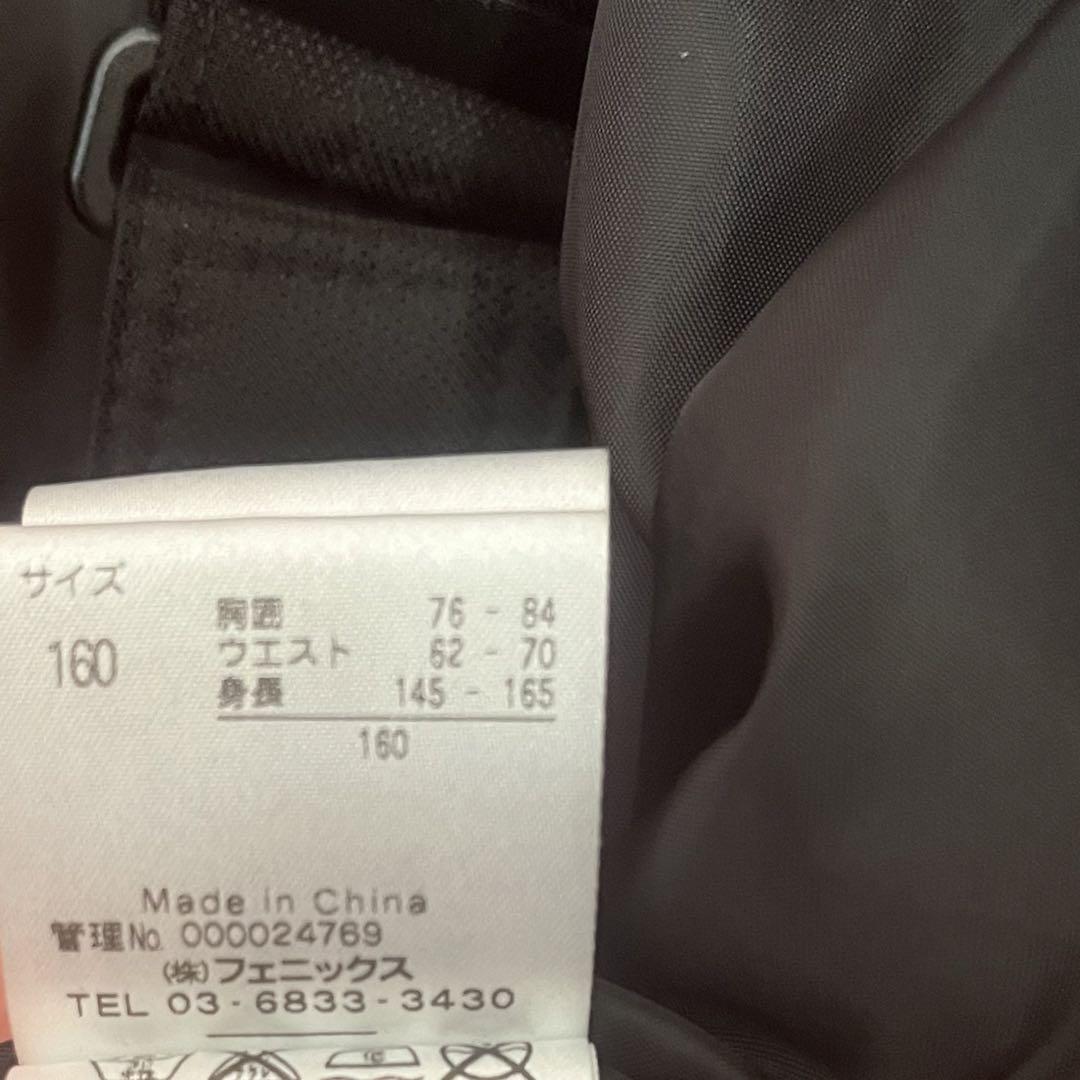 サイズ
160
胸囲 76 - 84
ウエスト 62 - 70
身長 145 - 165
160
Made in China
管理No. 000024769
(株)フェニックス
TEL 03-6833-3430